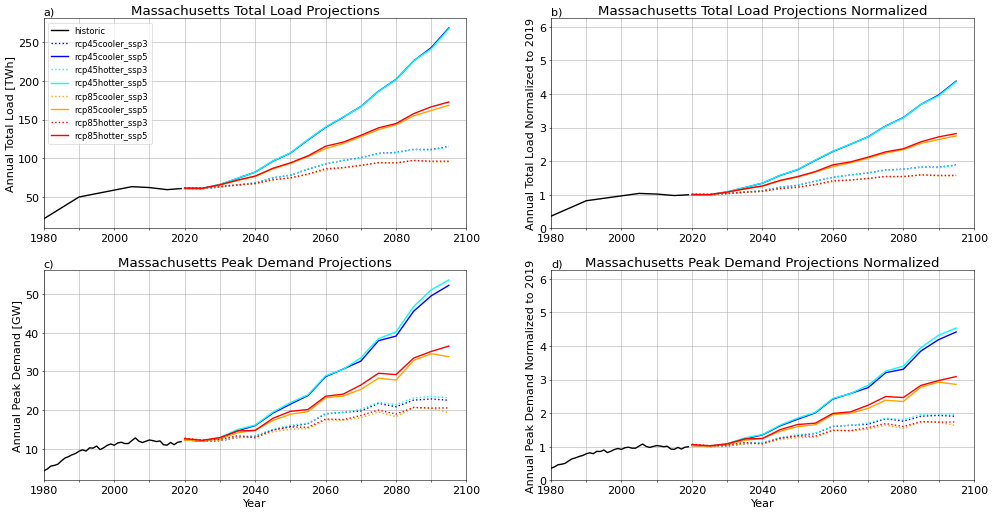 a) Massachusetts Total Load Projections
Annual Total Load [TWh]
250
200
150
100
50
historic
rcp45cooler_ssp3
rcp45cooler_ssp5
rcp45hotter_ssp3
rcp45hotter_ssp5
rcp85cooler_ssp3
rcp85cooler_ssp5
rcp85hotter_ssp3
rcp85hotter_ssp5
1980 2000 2020 2040 2060 2080 2100
b) Massachusetts Total Load Projections Normalized
Annual Total Load Normalized to 2019
6
5
4
3
2
1
0
1980 2000 2020 2040 2060 2080 2100
c) Massachusetts Peak Demand Projections
Annual Peak Demand [GW]
50
40
30
20
10
1980 2000 2020 2040 2060 2080 2100
Year
d) Massachusetts Peak Demand Projections Normalized
Annual Peak Demand Normalized to 2019
6
5
4
3
2
1
0
1980 2000 2020 2040 2060 2080 2100
Year